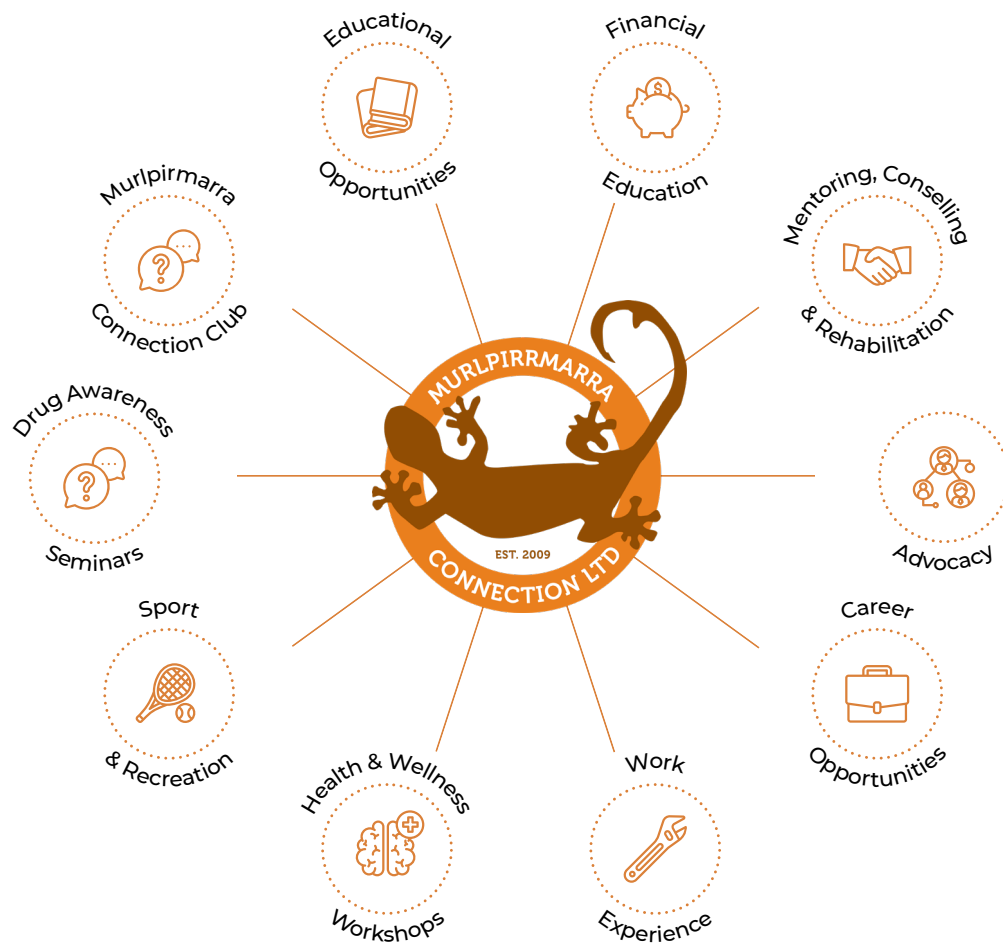 Educational
Opportunities
Financial
Education
Mentoring, Conselling
& Rehabilitation
Advocacy
Career
Opportunities
Work
Experience
Health & Wellness
Workshops
Sport
& Recreation
Drug Awareness
Seminars
Murlpirmarra
Connection Club
MURLPIRRMARRA
EST. 2009
CONNECTION LTD
$
?
?